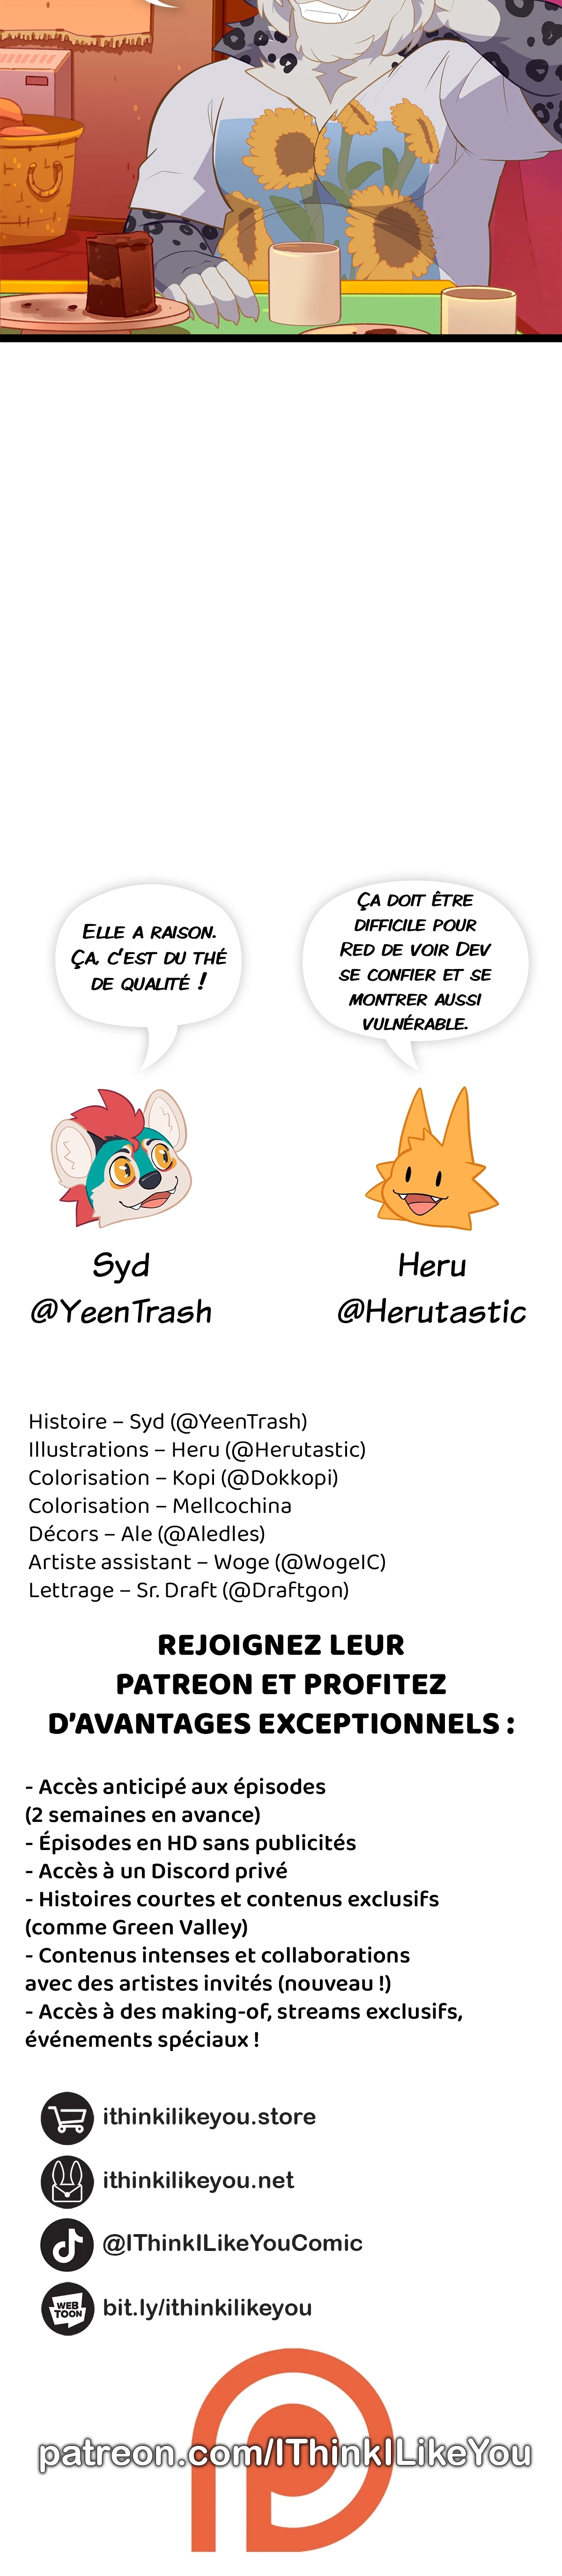 Elle a raison.
Ça, c'est du thé
de qualité !
Ça doit être
difficile pour
Red de voir Dev
se confier et se
montrer aussi
vulnérable.
Syd
@YeenTrash
Heru
@Herutastic
Histoire – Syd (@YeenTrash)
Illustrations – Heru (@Herutastic)
Colorisation – Kopi (@Dokkopi)
Colorisation – Mellcochina
Décors – Ale (@Aledles)
Artiste assistant – Woge (@WogeIC)
Lettrage – Sr. Draft (@Draftgon)
REJOIGNEZ LEUR
PATREON ET PROFITEZ
D'AVANTAGES EXCEPTIONNELS :
- Accès anticipé aux épisodes
(2 semaines en avance)
- Épisodes en HD sans publicités
- Accès à un Discord privé
- Histoires courtes et contenus exclusifs
(comme Green Valley)
- Contenus intenses et collaborations
avec des artistes invités (nouveau !)
- Accès à des making-of, streams exclusifs,
événements spéciaux !
ithinkilikeyou.store
ithinkilikeyou.net
@IThinkILikeYouComic
WEB
TOON
bit.ly/ithinkilikeyou
patreon.com/IThinkILikeYou